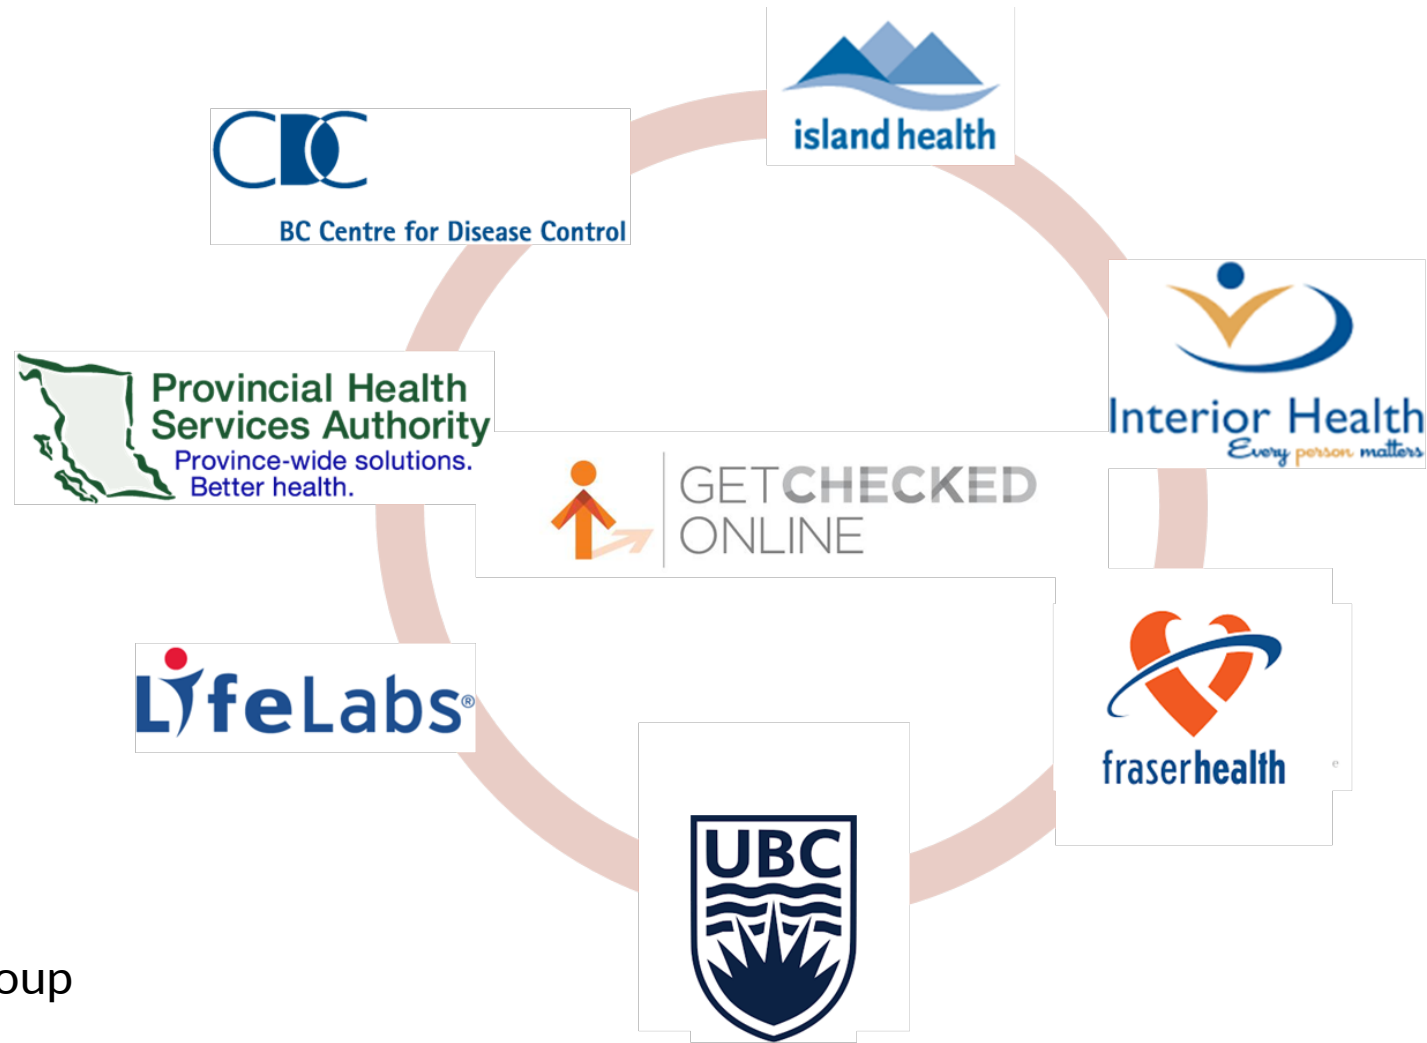 island health
CDC
BC Centre for Disease Control
Interior Health
Every person matters
Provincial Health
Services Authority
Province-wide solutions.
Better health.
GETCHECKED
ONLINE
LifeLabs®
fraserhealth
e
UBC
oup